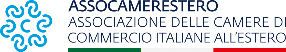 ASSOCAMERESTERO
ASSOCIAZIONE DELLE CAMERE DI
COMMERCIO ITALIANE ALL'ESTERO